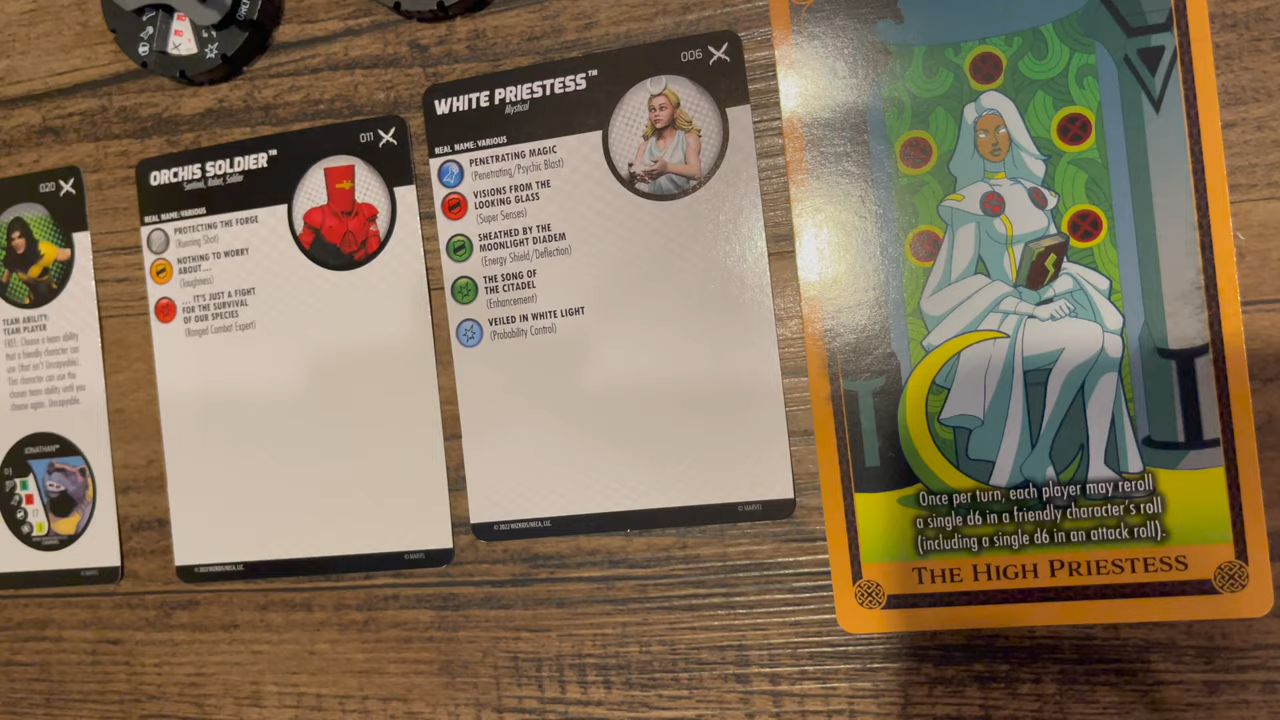 020
TEAM ABILITY:
TEAM PLAYER
FREE: Choose a team ability
that a friendly character can
use (that isn't Uncopyable).
This character can use the
chosen team ability until you
choose again. Uncopyable.
JONATHAN™
17
© MARVEL
ORCHIS SOLDIER™
011
Sentinel, Robot, Soldier
REAL NAME: VARIOUS
PROTECTING THE FORGE
(Running Shot)
NOTHING TO WORRY
ABOUT...
(Toughness)
... IT'S JUST A FIGHT
FOR THE SURVIVAL
OF OUR SPECIES
(Ranged Combat Expert)
© 2022 WIZKIDS/NECA, LLC.
© MARVEL
WHITE PRIESTESS™
006
Mystical
REAL NAME: VARIOUS
PENETRATING MAGIC
(Penetrating/Psychic Blast)
VISIONS FROM THE
LOOKING GLASS
(Super Senses)
SHEATHED BY THE
MOONLIGHT DIADEM
(Energy Shield/Deflection)
THE SONG OF
THE CITADEL
(Enhancement)
VEILED IN WHITE LIGHT
(Probability Control)
© 2022 WIZKIDS/NECA, LLC.
© MARVEL
Once per turn, each player may reroll
a single d6 in a friendly character's roll
(including a single d6 in an attack roll).
THE HIGH PRIESTESS